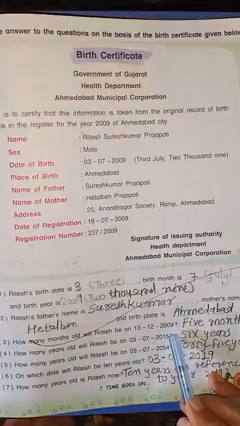 e answer to the questions on the basis of the birth certificate given below
Birth Certificate
Government of Gujarat
Health Department
Ahmedabad Municipal Corporation
is to certify that this information is taken from the original record of birth
is in the register for the year 2009 of Ahmedabad city
Name : Ritesh Sureshkumar Prajapati
Sex : Male
Date of Birth : 03-07-2009 (Third July, Two Thousand nine)
Place of Birth : Ahmedabad
Name of Father : Sureshkumar Prajapati
Name of Mother : Hetalben Prajapati
Address : 25, Anandnagar Society, Ranip, Ahmedabad.
Date of Registration : 18-07-2009
Registration Number : 237/2009
Signature of issuing authority
Health department
Ahmedabad Municipal Corporation
1) Ritesh's birth date is 3 (Three), birth month is 7 (July)
and birth year is 2009 (Two thousand nine)
2) Ritesh's father's name is Sureshkumar, mother's name
Hetalben and birth place is Ahmedabad
(3) How many months old will Ritesh be on 13-12-2009? Five month
(4) How many years old will Ritesh be on 03-07-2015? Six years
(5) How many years old will Ritesh be on 03-07-2054?
(6) On which date will Ritesh be ten years old? 03- -2019
(7) How many years old is Ritesh now? Ten years
7 TIME GOES ON..